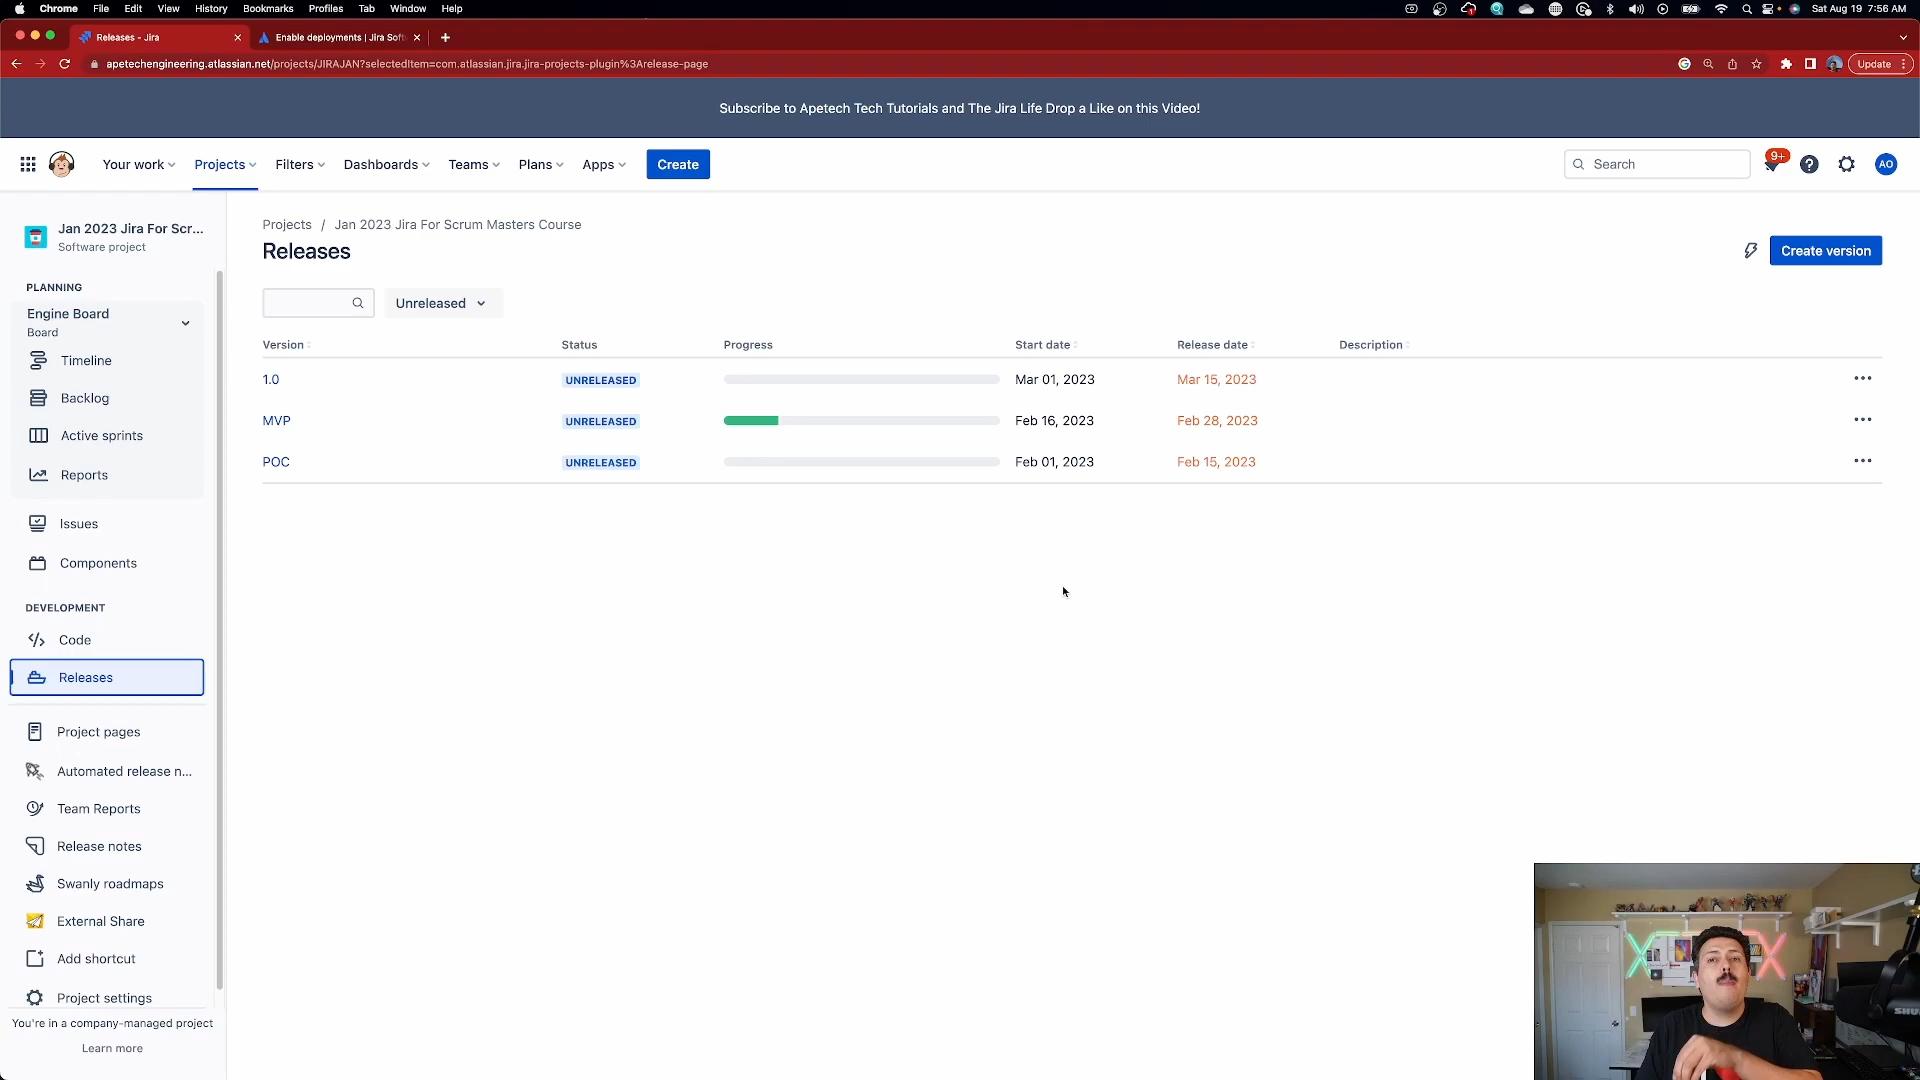 Chrome File Edit View History Bookmarks Profiles Tab Window Help Sat Aug 19 7:56 AM
Releases - Jira Enable deployments | Jira Soft
apetechengineering.atlassian.net/projects/JIRAJAN?selectedItem=com.atlassian.jira.jira-projects-plugin%3Arelease-page Update
Subscribe to Apetech Tech Tutorials and The Jira Life Drop a Like on this Video!
Your work Projects Filters Dashboards Teams Plans Apps Create Search 9+ AO
Jan 2023 Jira For Scr...
Software project
PLANNING
Engine Board
Board
Timeline
Backlog
Active sprints
Reports
Issues
Components
DEVELOPMENT
Code
Releases
Project pages
Automated release n...
Team Reports
Release notes
Swanly roadmaps
External Share
Add shortcut
Project settings
You're in a company-managed project
Learn more
Projects / Jan 2023 Jira For Scrum Masters Course
Releases
Create version
Unreleased
Version Status Progress Start date Release date Description
1.0 UNRELEASED Mar 01, 2023 Mar 15, 2023
MVP UNRELEASED Feb 16, 2023 Feb 28, 2023
POC UNRELEASED Feb 01, 2023 Feb 15, 2023